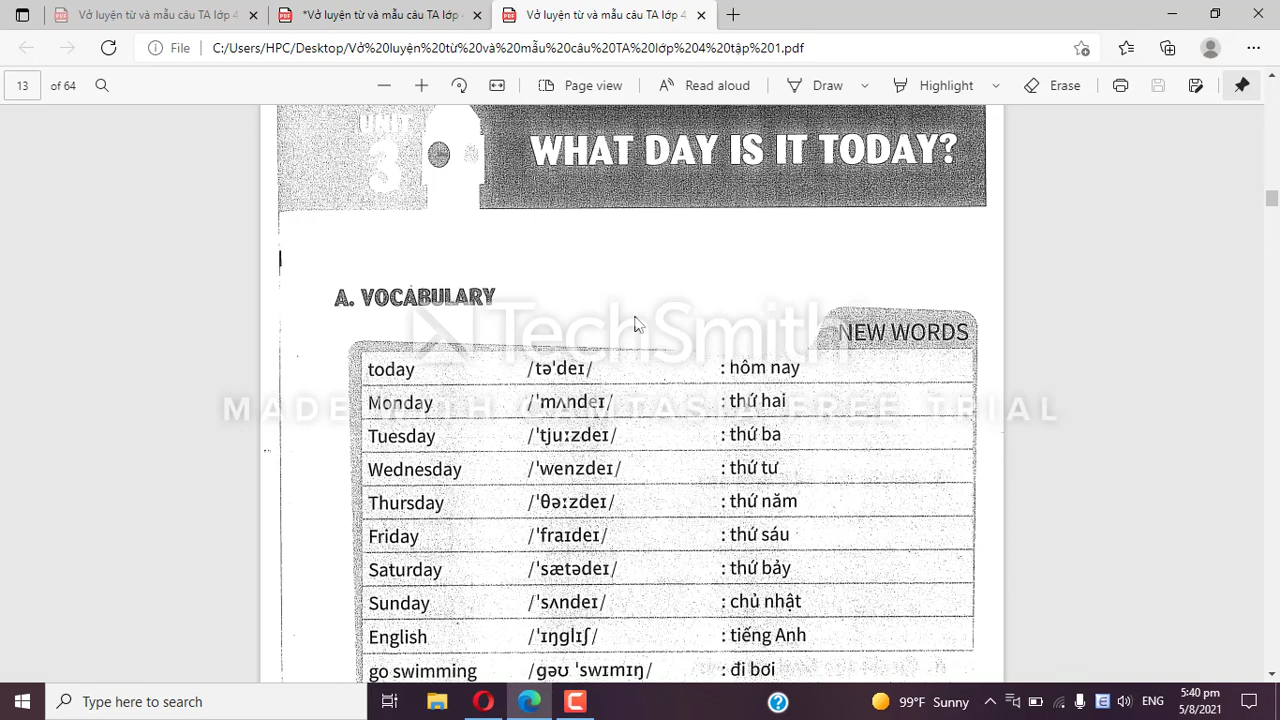 Vở luyện từ và mẫu câu TA lớp 4
*Vở luyện từ và mẫu câu TA lớp
Vở luyện từ và mẫu câu TA lớp 4
File
C:/Users/HPC/Desktop/Vở%20luyện%20từ%20và%20mẫu%20câu%20TA%20lớp%204%20tập%201.pdf
13 of 64
Page view
Read aloud
Draw
Highlight
Erase
UNIT
3
WHAT DAY IS IT TODAY?
A. VOCABULARY
TechSmith
NEW WORDS
MADE WITH CAMTASIA FREE TRIAL
today /tə'deɪ/ : hôm nay
Monday /'mʌndeɪ/ : thứ hai
Tuesday /'tju:zdeɪ/ : thứ ba
Wednesday /'wenzdeɪ/ : thứ tư
Thursday /'θə:zdeɪ/ : thứ năm
Friday /'fraɪdeɪ/ : thứ sáu
Saturday /'sætədeɪ/ : thứ bảy
Sunday /'sʌndeɪ/ : chủ nhật
English /'ɪŋglɪʃ/ : tiếng Anh
go swimming /gəʊ 'swɪmɪŋ/ : đi bơi
Type here to search
99°F Sunny
ENG
5:40 pm
5/8/2021